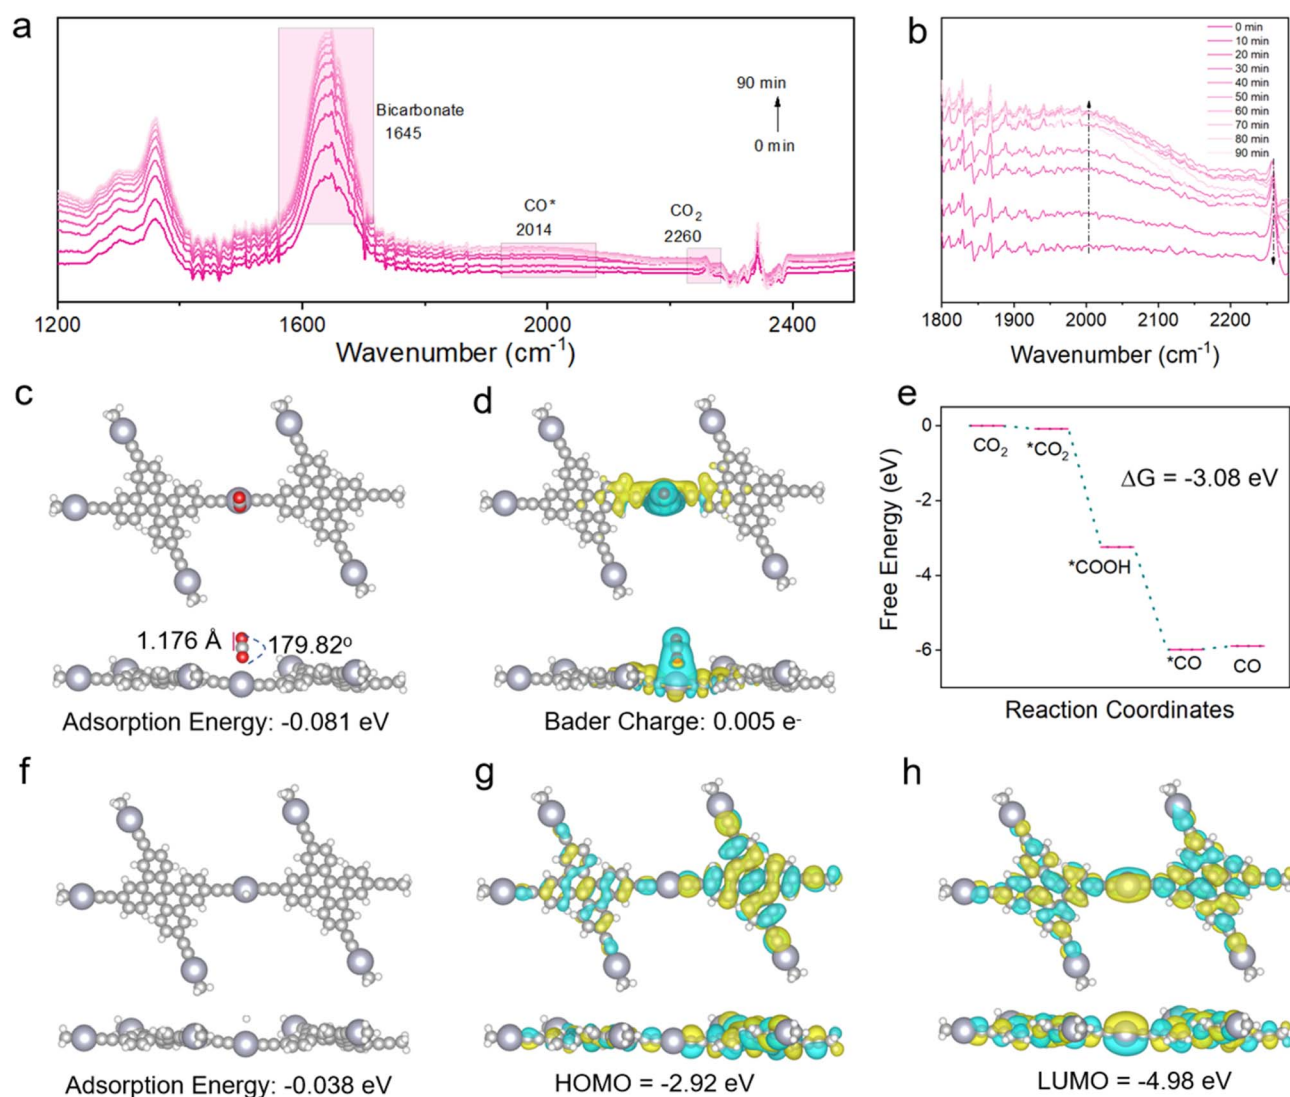 a
Bicarbonate
1645
90 min
0 min
CO*
2014
CO₂
2260
1200
1600
2000
2400
Wavenumber (cm⁻¹)
b
0 min
10 min
20 min
30 min
40 min
50 min
60 min
70 min
80 min
90 min
1800
1900
2000
2100
2200
Wavenumber (cm⁻¹)
c
1.176 Å
179.82º
Adsorption Energy: -0.081 eV
d
Bader Charge: 0.005 e⁻
e
0
-2
-4
-6
Free Energy (eV)
CO₂
*CO₂
ΔG = -3.08 eV
*COOH
*CO
CO
Reaction Coordinates
f
Adsorption Energy: -0.038 eV
g
HOMO = -2.92 eV
h
LUMO = -4.98 eV